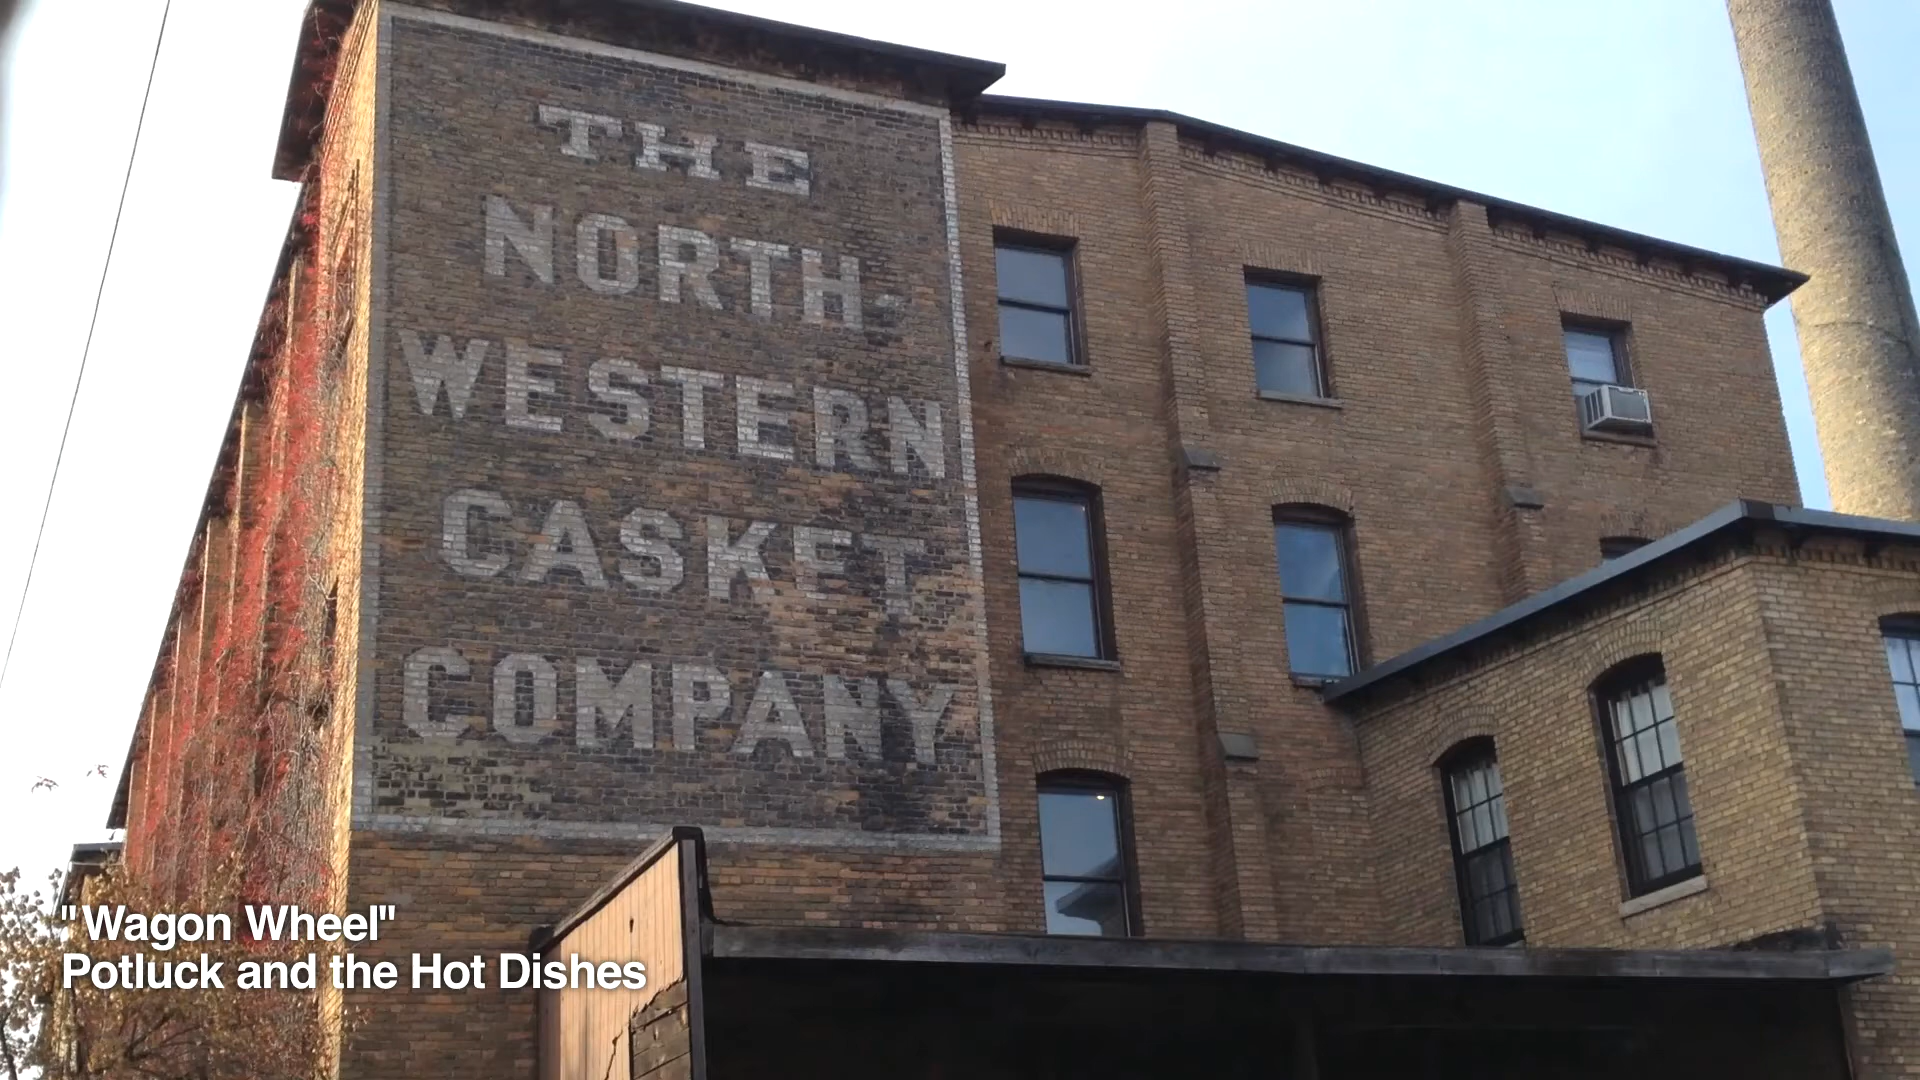 THE
NORTH-
WESTERN
CASKET
COMPANY
"Wagon Wheel"
Potluck and the Hot Dishes